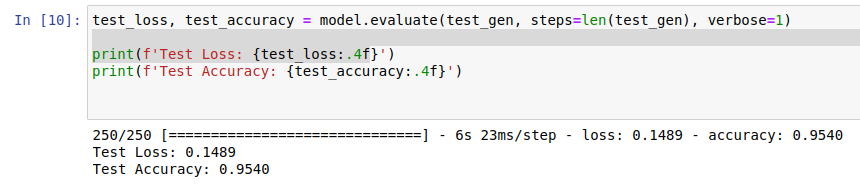 In [10]: test_loss, test_accuracy = model.evaluate(test_gen, steps=len(test_gen), verbose=1)
print(f'Test Loss: {test_loss:.4f}')
print(f'Test Accuracy: {test_accuracy:.4f}')
250/250 [==============================] - 6s 23ms/step - loss: 0.1489 - accuracy: 0.9540
Test Loss: 0.1489
Test Accuracy: 0.9540